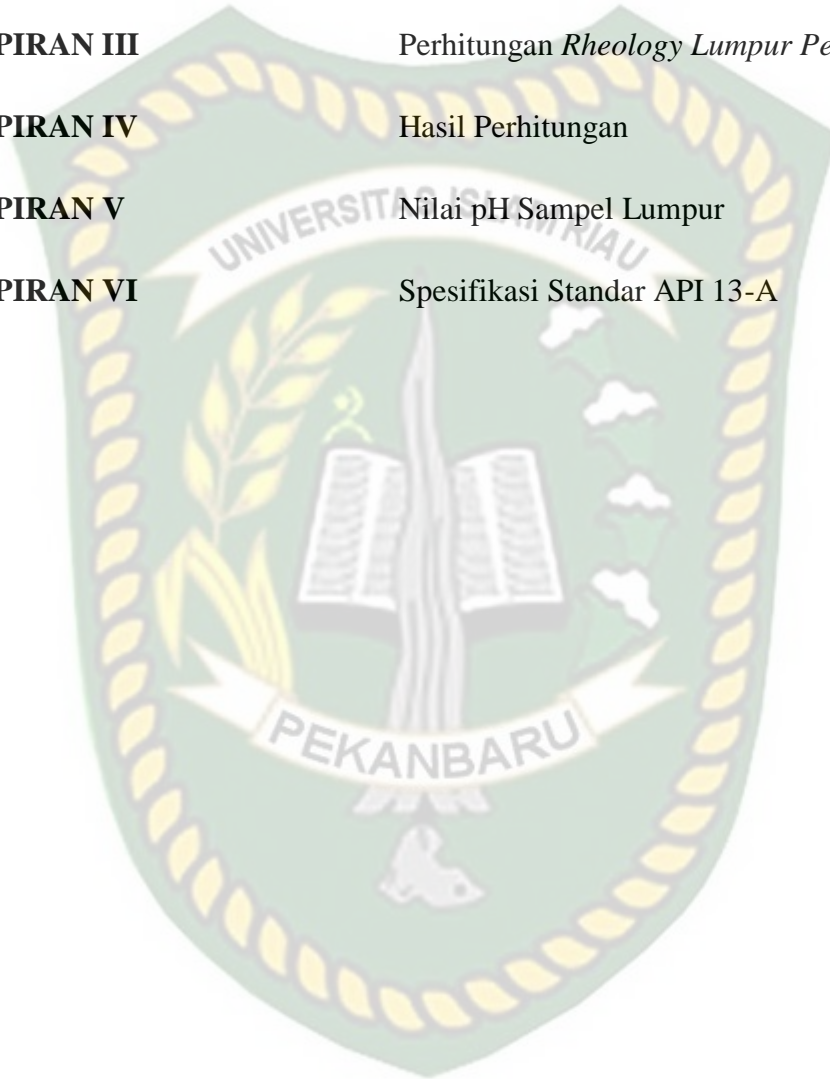 PIRAN III Perhitungan Rheology Lumpur Pe
PIRAN IV Hasil Perhitungan
PIRAN V Nilai pH Sampel Lumpur
PIRAN VI Spesifikasi Standar API 13-A
UNIVERSITAS ISLAM RIAU
PEKANBARU